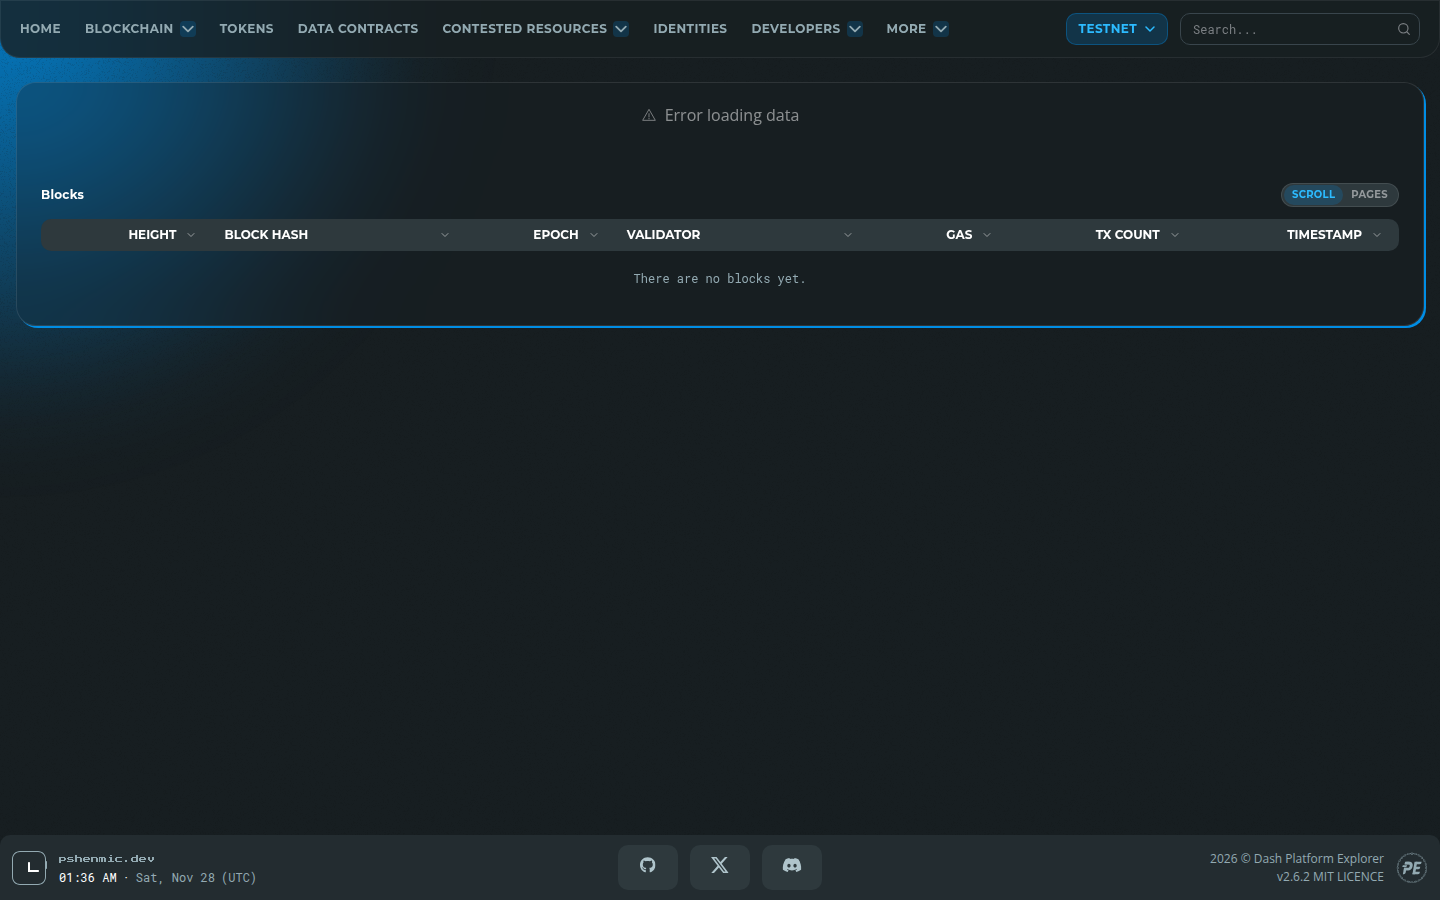 HOME BLOCKCHAIN TOKENS DATA CONTRACTS CONTESTED RESOURCES IDENTITIES DEVELOPERS MORE TESTNET Search...
Error loading data
Blocks SCROLL PAGES
HEIGHT BLOCK HASH EPOCH VALIDATOR GAS TX COUNT TIMESTAMP
There are no blocks yet.
pshenmic.dev
01:36 AM · Sat, Nov 28 (UTC)
2026 © Dash Platform Explorer
v2.6.2 MIT LICENCE
PE